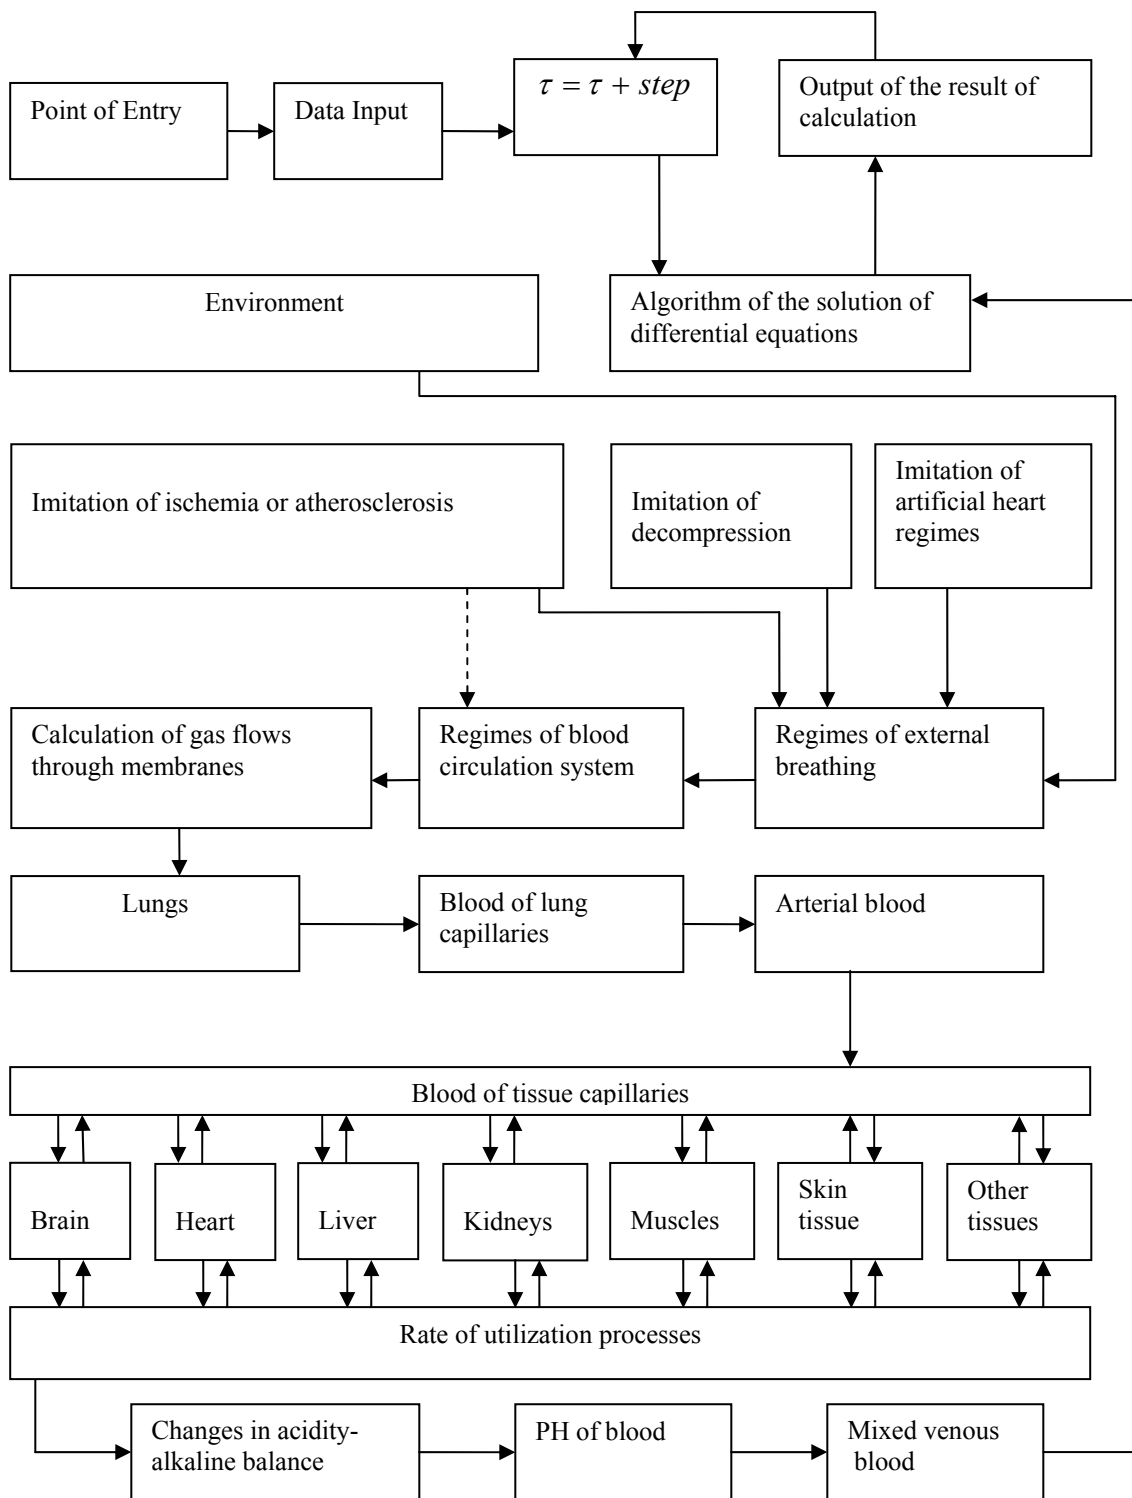 Point of Entry
Data Input
τ = τ + step
Output of the result of
calculation
Environment
Algorithm of the solution of
differential equations
Imitation of ischemia or atherosclerosis
Imitation of
decompression
Imitation of
artificial heart
regimes
Calculation of gas flows
through membranes
Regimes of blood
circulation system
Regimes of external
breathing
Lungs
Blood of lung
capillaries
Arterial blood
Blood of tissue capillaries
Brain
Heart
Liver
Kidneys
Muscles
Skin
tissue
Other
tissues
Rate of utilization processes
Changes in acidity-
alkaline balance
PH of blood
Mixed venous
blood